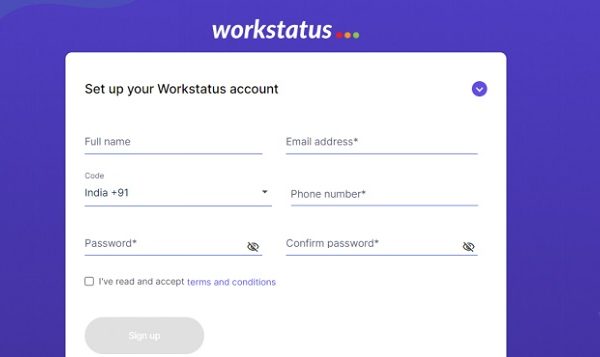 workstatus
Set up your Workstatus account
Full name
Email address*
Code
India +91
Phone number*
Password*
Confirm password*
I've read and accept terms and conditions
Sign up